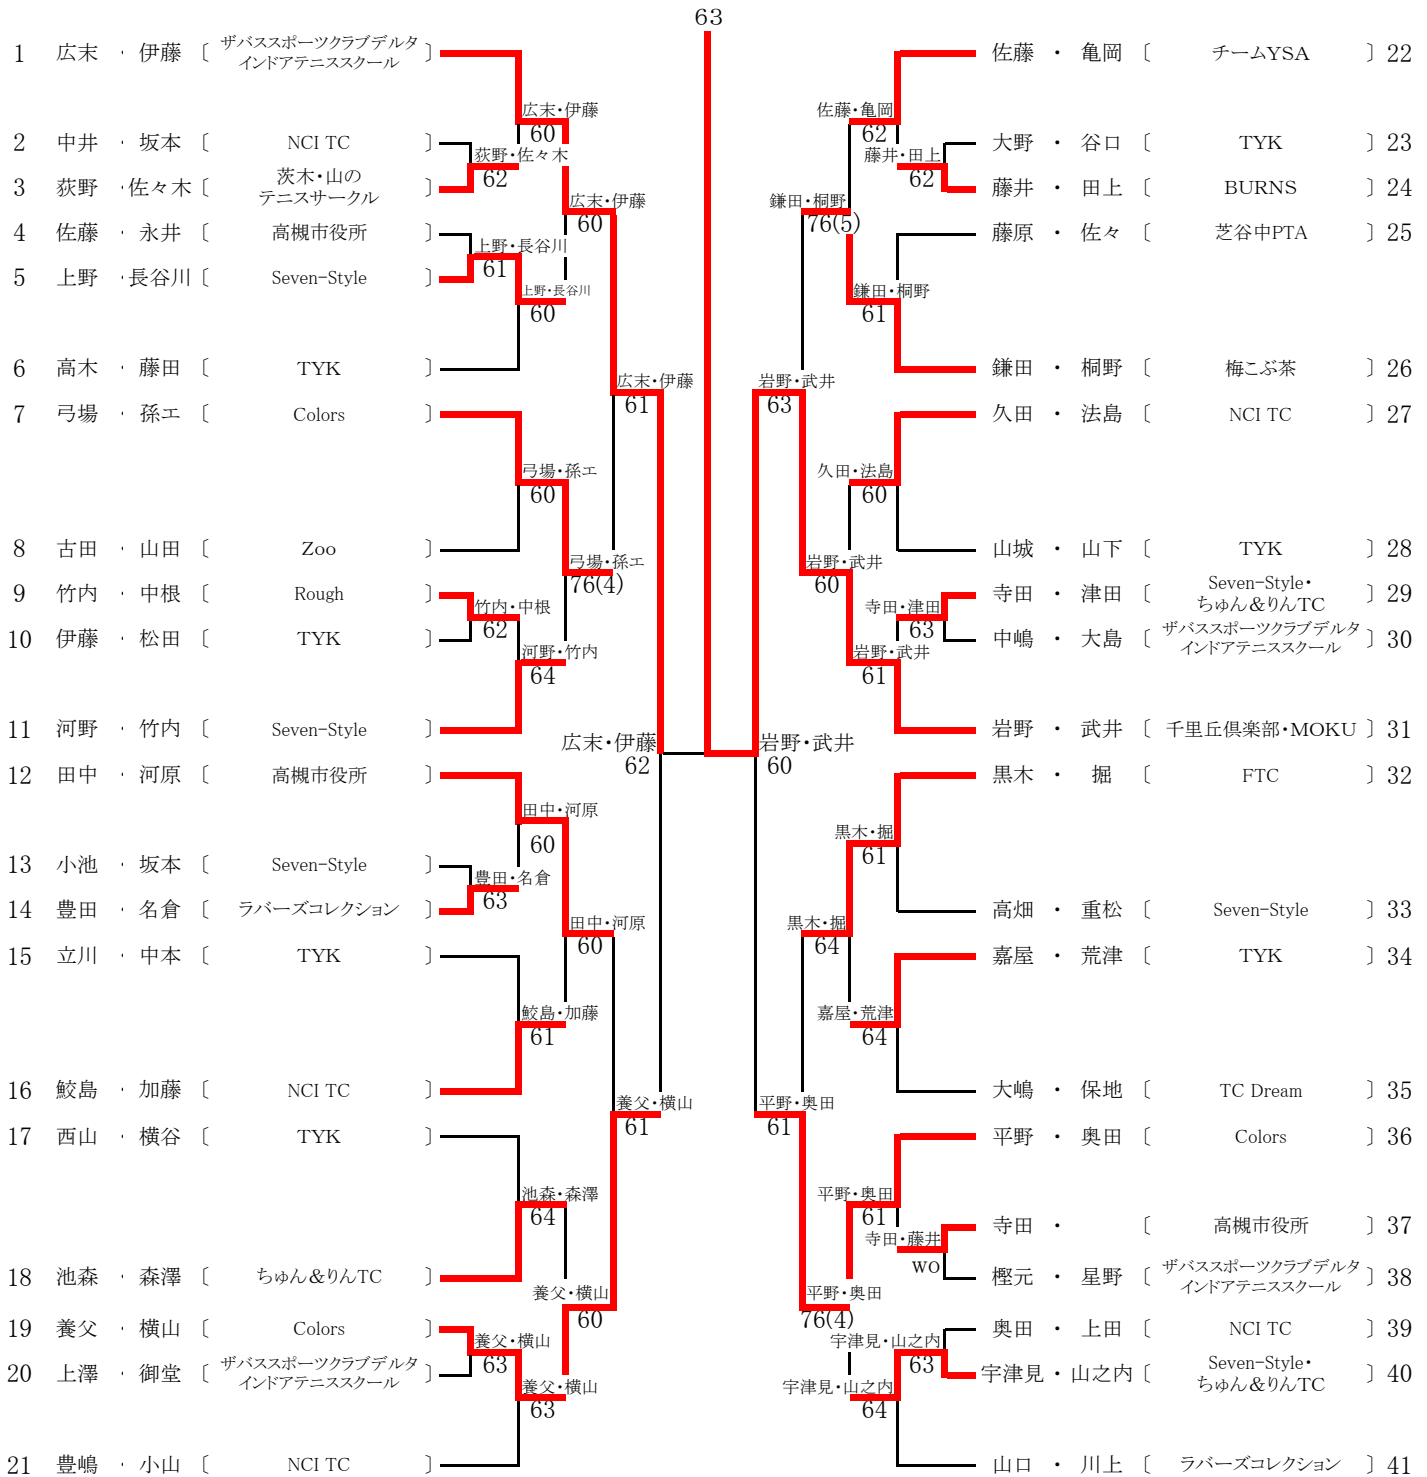 63
1 広末 ・ 伊藤 〔 ザバススポーツクラブデルタ 〕
インドアテニススクール
2 中井 ・ 坂本 〔 NCI TC 〕
3 荻野 ・ 佐々木 〔 茨木・山の 〕
テニスサークル
4 佐藤 ・ 永井 〔 高槻市役所 〕
5 上野 ・ 長谷川 〔 Seven-Style 〕
6 高木 ・ 藤田 〔 TYK 〕
7 弓場 ・ 孫工 〔 Colors 〕
8 古田 ・ 山田 〔 Zoo 〕
9 竹内 ・ 中根 〔 Rough 〕
10 伊藤 ・ 松田 〔 TYK 〕
11 河野 ・ 竹内 〔 Seven-Style 〕
12 田中 ・ 河原 〔 高槻市役所 〕
13 小池 ・ 坂本 〔 Seven-Style 〕
14 豊田 ・ 名倉 〔 ラバーズコレクション 〕
15 立川 ・ 中本 〔 TYK 〕
16 鮫島 ・ 加藤 〔 NCI TC 〕
17 西山 ・ 横谷 〔 TYK 〕
18 池森 ・ 森澤 〔 ちゅん&りんTC 〕
19 養父 ・ 横山 〔 Colors 〕
20 上澤 ・ 御堂 〔 ザバススポーツクラブデルタ 〕
インドアテニススクール
21 豊嶋 ・ 小山 〔 NCI TC 〕
広末・伊藤
60
荻野・佐々木
62
広末・伊藤
60
上野・長谷川
61
上野・長谷川
60
広末・伊藤
61
弓場・孫工
60
弓場・孫工
76(4)
竹内・中根
62
河野・竹内
64
広末・伊藤
62
田中・河原
60
豊田・名倉
63
田中・河原
60
鮫島・加藤
61
養父・横山
61
池森・森澤
64
養父・横山
60
養父・横山
63
養父・横山
63
佐藤・亀岡
62
藤井・田上
62
鎌田・桐野
76(5)
鎌田・桐野
61
岩野・武井
63
久田・法島
60
岩野・武井
60
寺田・津田
63
岩野・武井
61
岩野・武井
60
黒木・掘
61
黒木・掘
64
嘉屋・荒津
64
平野・奥田
61
平野・奥田
61
寺田・藤井
WO
平野・奥田
76(4)
宇津見・山之内
63
宇津見・山之内
64
佐藤 ・ 亀岡 〔 チームYSA 〕 22
大野 ・ 谷口 〔 TYK 〕 23
藤井 ・ 田上 〔 BURNS 〕 24
藤原 ・ 佐々 〔 芝谷中PTA 〕 25
鎌田 ・ 桐野 〔 梅こぶ茶 〕 26
久田 ・ 法島 〔 NCI TC 〕 27
山城 ・ 山下 〔 TYK 〕 28
寺田 ・ 津田 〔 Seven-Style・ 〕 29
ちゅん&りんTC
中嶋 ・ 大島 〔 ザバススポーツクラブデルタ 〕 30
インドアテニススクール
岩野 ・ 武井 〔 千里丘倶楽部・MOKU 〕 31
黒木 ・ 掘 〔 FTC 〕 32
高畑 ・ 重松 〔 Seven-Style 〕 33
嘉屋 ・ 荒津 〔 TYK 〕 34
大嶋 ・ 保地 〔 TC Dream 〕 35
平野 ・ 奥田 〔 Colors 〕 36
寺田 ・ 〔 高槻市役所 〕 37
樫元 ・ 星野 〔 ザバススポーツクラブデルタ 〕 38
インドアテニススクール
奥田 ・ 上田 〔 NCI TC 〕 39
宇津見 ・ 山之内 〔 Seven-Style・ 〕 40
ちゅん&りんTC
山口 ・ 川上 〔 ラバーズコレクション 〕 41